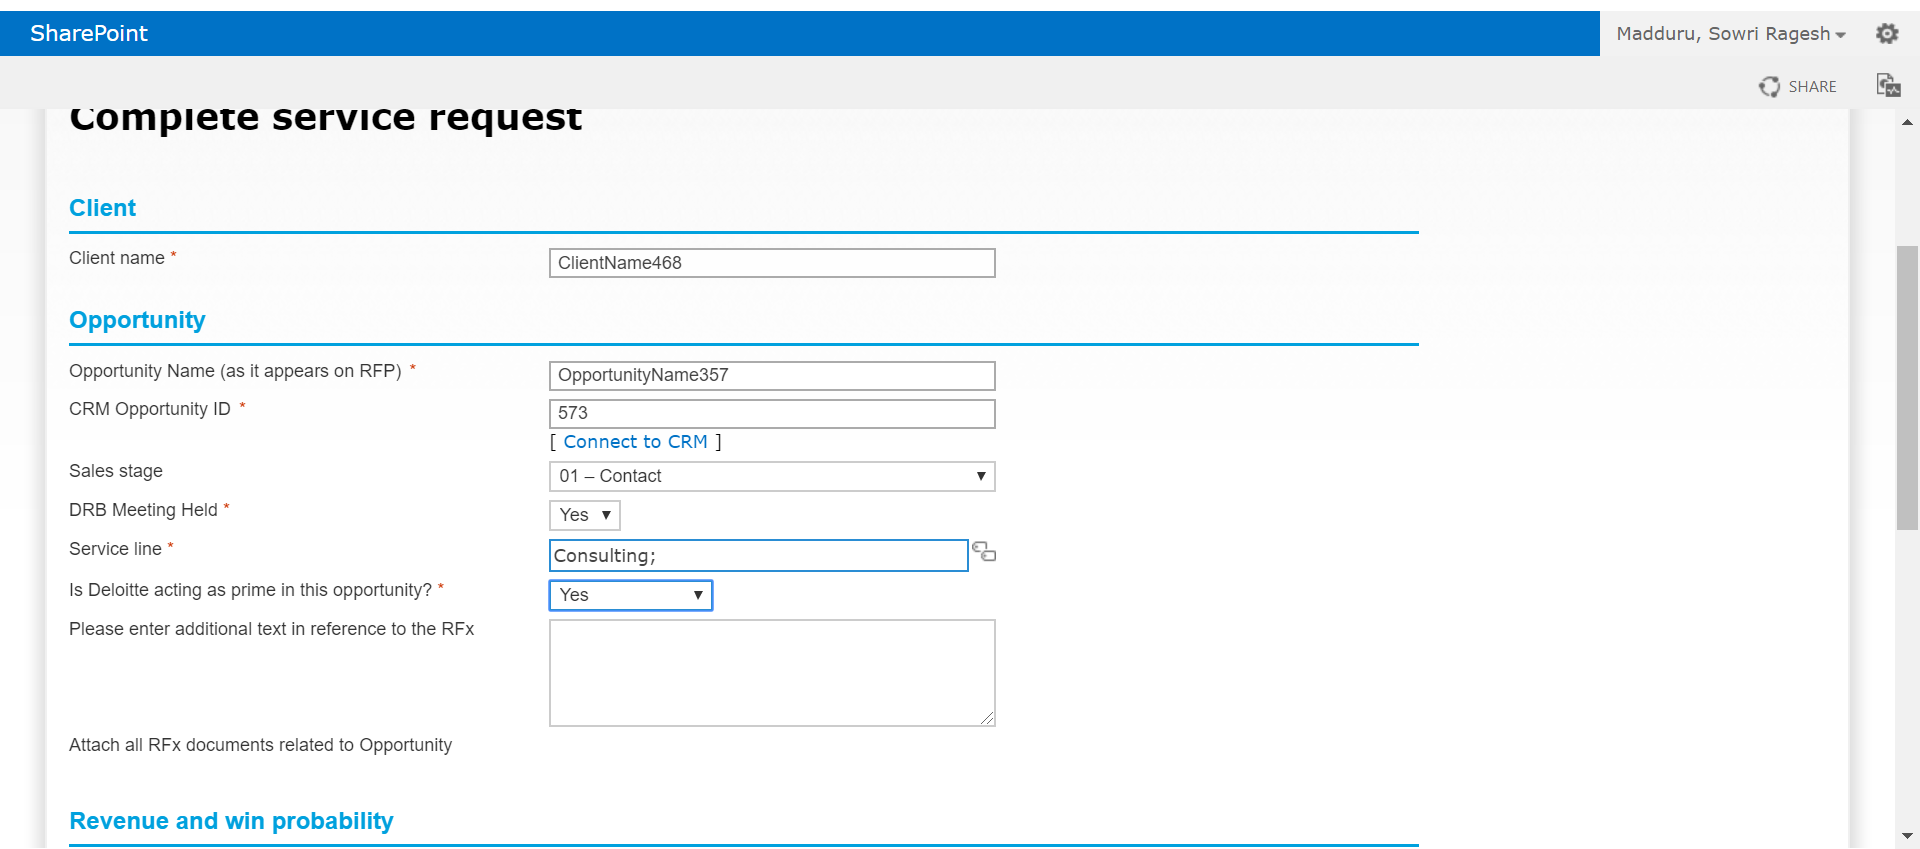 SharePoint
Madduru, Sowri Ragesh
SHARE
Complete service request
Client
Client name *
ClientName468
Opportunity
Opportunity Name (as it appears on RFP) *
OpportunityName357
CRM Opportunity ID *
573
[ Connect to CRM ]
Sales stage
01 – Contact
DRB Meeting Held *
Yes
Service line *
Consulting;
Is Deloitte acting as prime in this opportunity? *
Yes
Please enter additional text in reference to the RFx
Attach all RFx documents related to Opportunity
Revenue and win probability